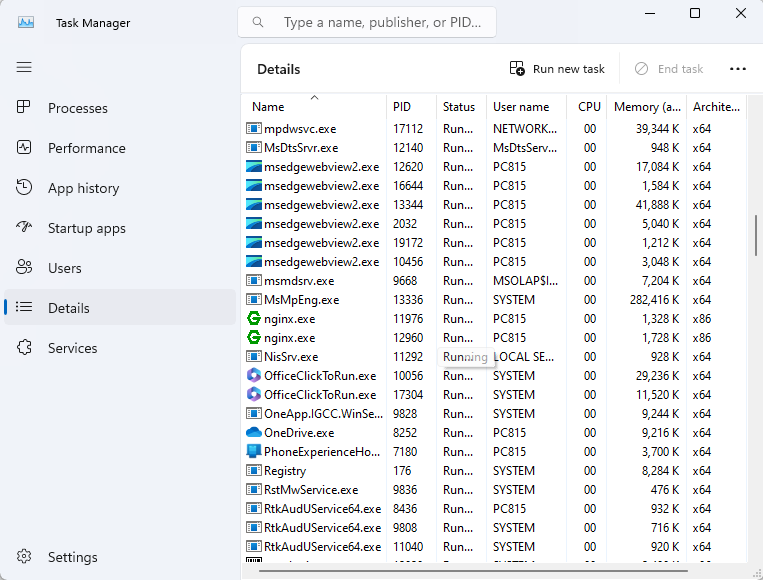 Task Manager
Type a name, publisher, or PID...
Processes
Performance
App history
Startup apps
Users
Details
Services
Settings
Details
Run new task
End task
Name PID Status User name CPU Memory (a... Archite...
mpdwsvc.exe 17112 Run... NETWORK... 00 39,344 K x64
MsDtsSrvr.exe 12140 Run... MsDtsServ... 00 948 K x64
msedgewebview2.exe 12620 Run... PC815 00 17,084 K x64
msedgewebview2.exe 16644 Run... PC815 00 1,584 K x64
msedgewebview2.exe 13344 Run... PC815 00 41,888 K x64
msedgewebview2.exe 2032 Run... PC815 00 5,040 K x64
msedgewebview2.exe 19172 Run... PC815 00 1,212 K x64
msedgewebview2.exe 10456 Run... PC815 00 3,048 K x64
msmdsrv.exe 9668 Run... MSOLAP$I... 00 7,204 K x64
MsMpEng.exe 13336 Run... SYSTEM 00 282,416 K x64
nginx.exe 11976 Run... PC815 00 1,328 K x86
nginx.exe 12960 Run... PC815 00 1,728 K x86
NisSrv.exe 11292 Running LOCAL SE... 00 928 K x64
OfficeClickToRun.exe 10056 Run... SYSTEM 00 29,236 K x64
OfficeClickToRun.exe 17304 Run... SYSTEM 00 11,520 K x64
OneApp.IGCC.WinSe... 9828 Run... SYSTEM 00 9,244 K x64
OneDrive.exe 8252 Run... PC815 00 9,216 K x64
PhoneExperienceHo... 7180 Run... PC815 00 3,700 K x64
Registry 176 Run... SYSTEM 00 8,284 K x64
RstMwService.exe 9836 Run... SYSTEM 00 476 K x64
RtkAudUService64.exe 8436 Run... PC815 00 932 K x64
RtkAudUService64.exe 9808 Run... SYSTEM 00 716 K x64
RtkAudUService64.exe 11040 Run... SYSTEM 00 920 K x64